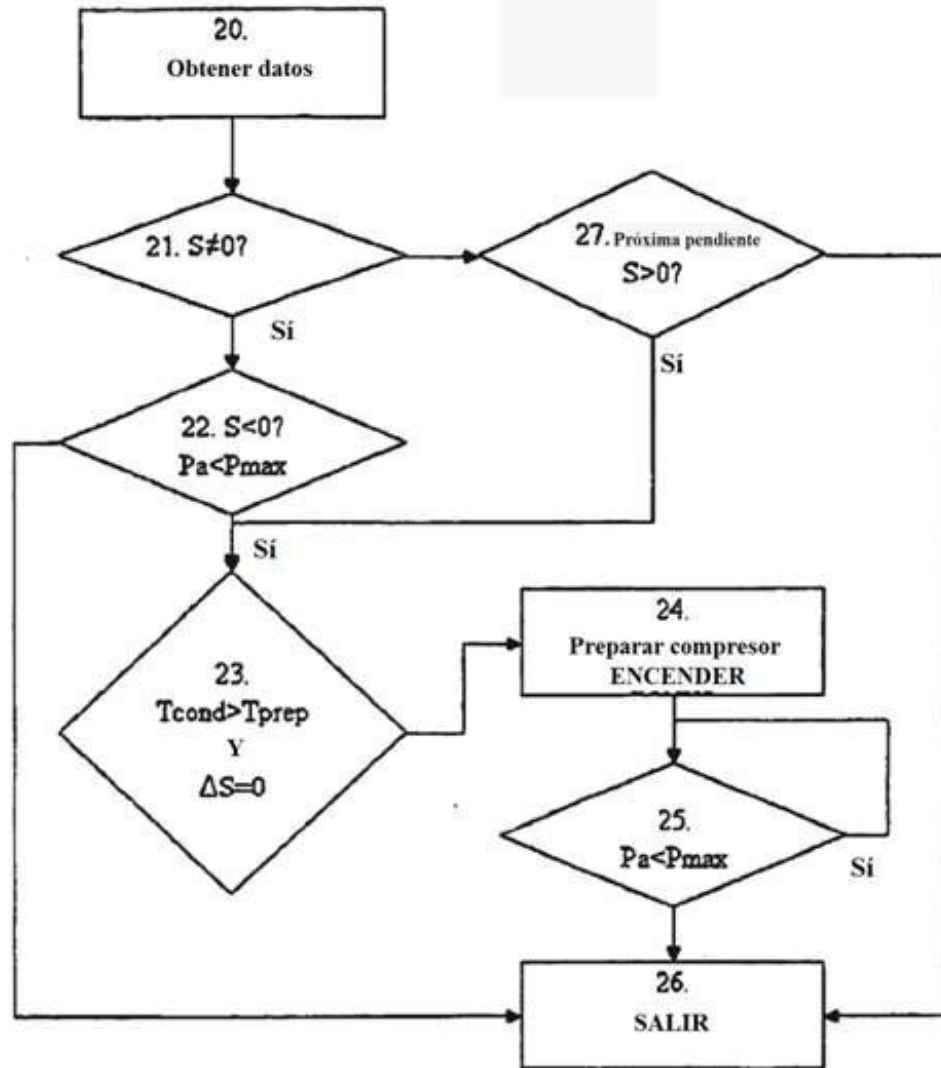 20.
Obtener datos
21. S≠0?
27. Próxima pendiente
S>0?
Sí
Sí
22. S<0?
Pa<Pmax
Sí
23.
Tcond>Tprep
Y
ΔS=0
24.
Preparar compresor
ENCENDER
25.
Pa<Pmax
Sí
26.
SALIR